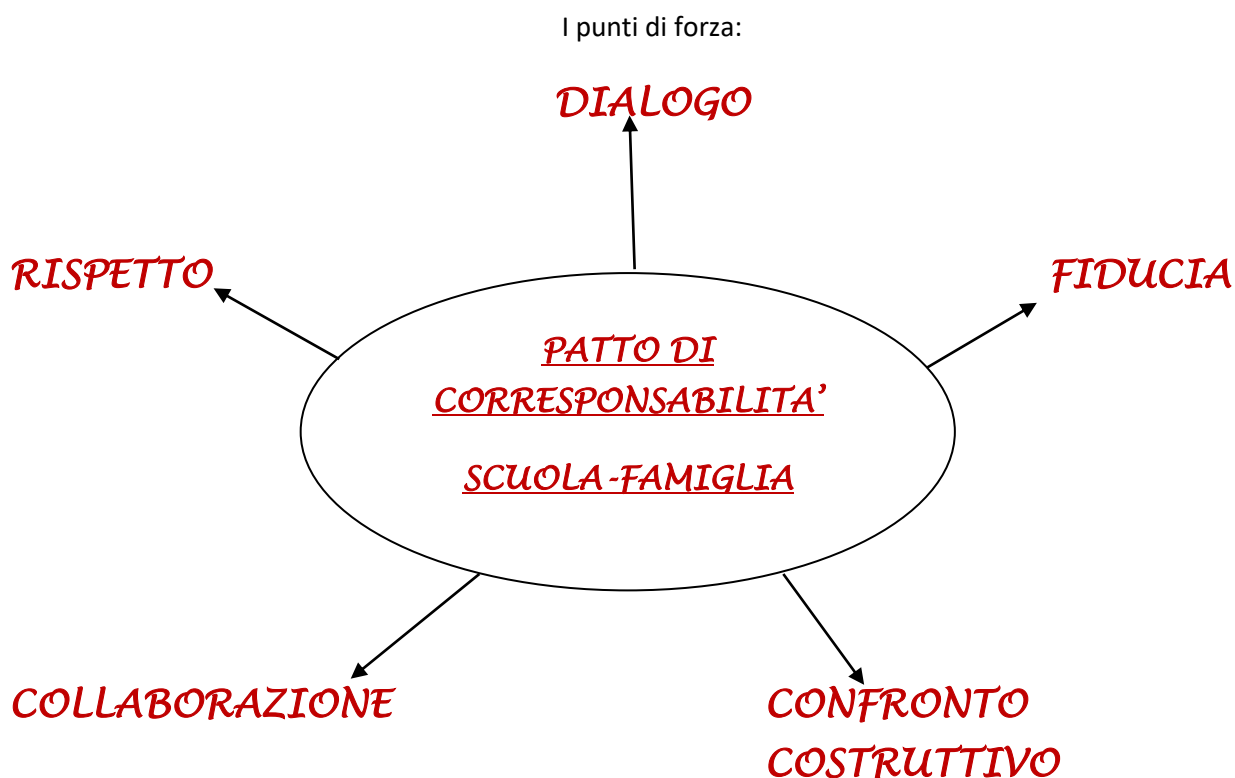 I punti di forza:
DIALOGO
RISPETTO
FIDUCIA
PATTO DI
CORRESPONSABILITA’
SCUOLA-FAMIGLIA
COLLABORAZIONE
CONFRONTO
COSTRUTTIVO